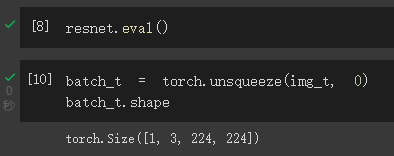 [8] resnet.eval()
[10] batch_t = torch.unsqueeze(img_t, 0)
0
秒
batch_t.shape
torch.Size([1, 3, 224, 224])